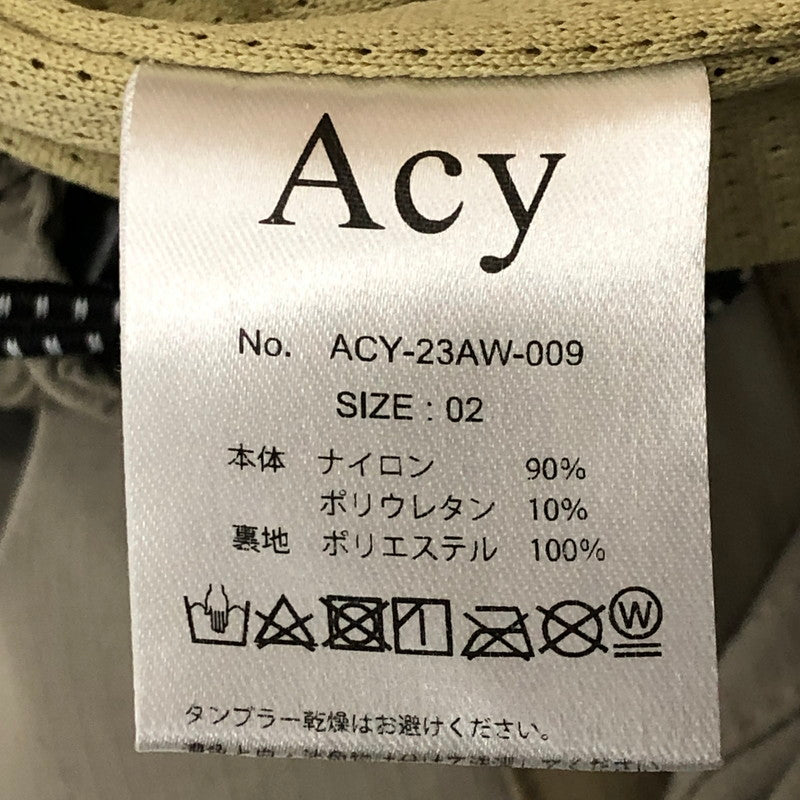 Acy
No. ACY-23AW-009
SIZE : 02
本体 ナイロン 90%
ポリウレタン 10%
裏地 ポリエステル 100%
W
タンブラー乾燥はお避けください。